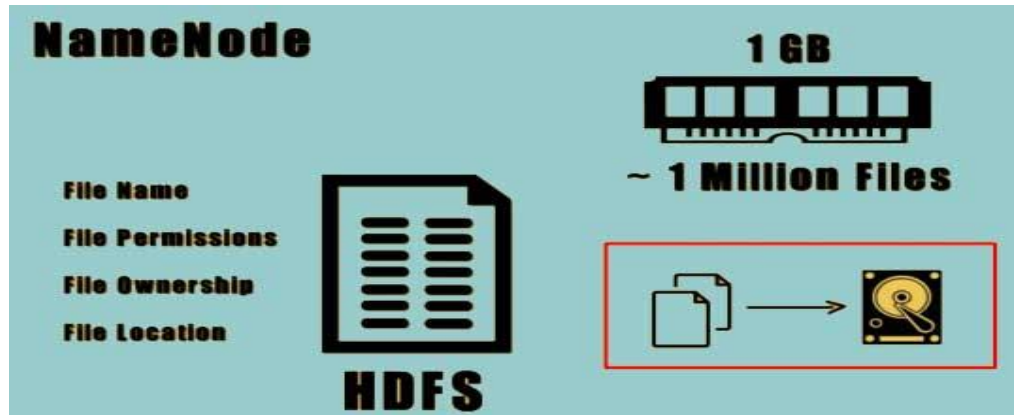 NameNode
1 GB
~ 1 Million Files
File Name
File Permissions
File Ownership
File Location
HDFS